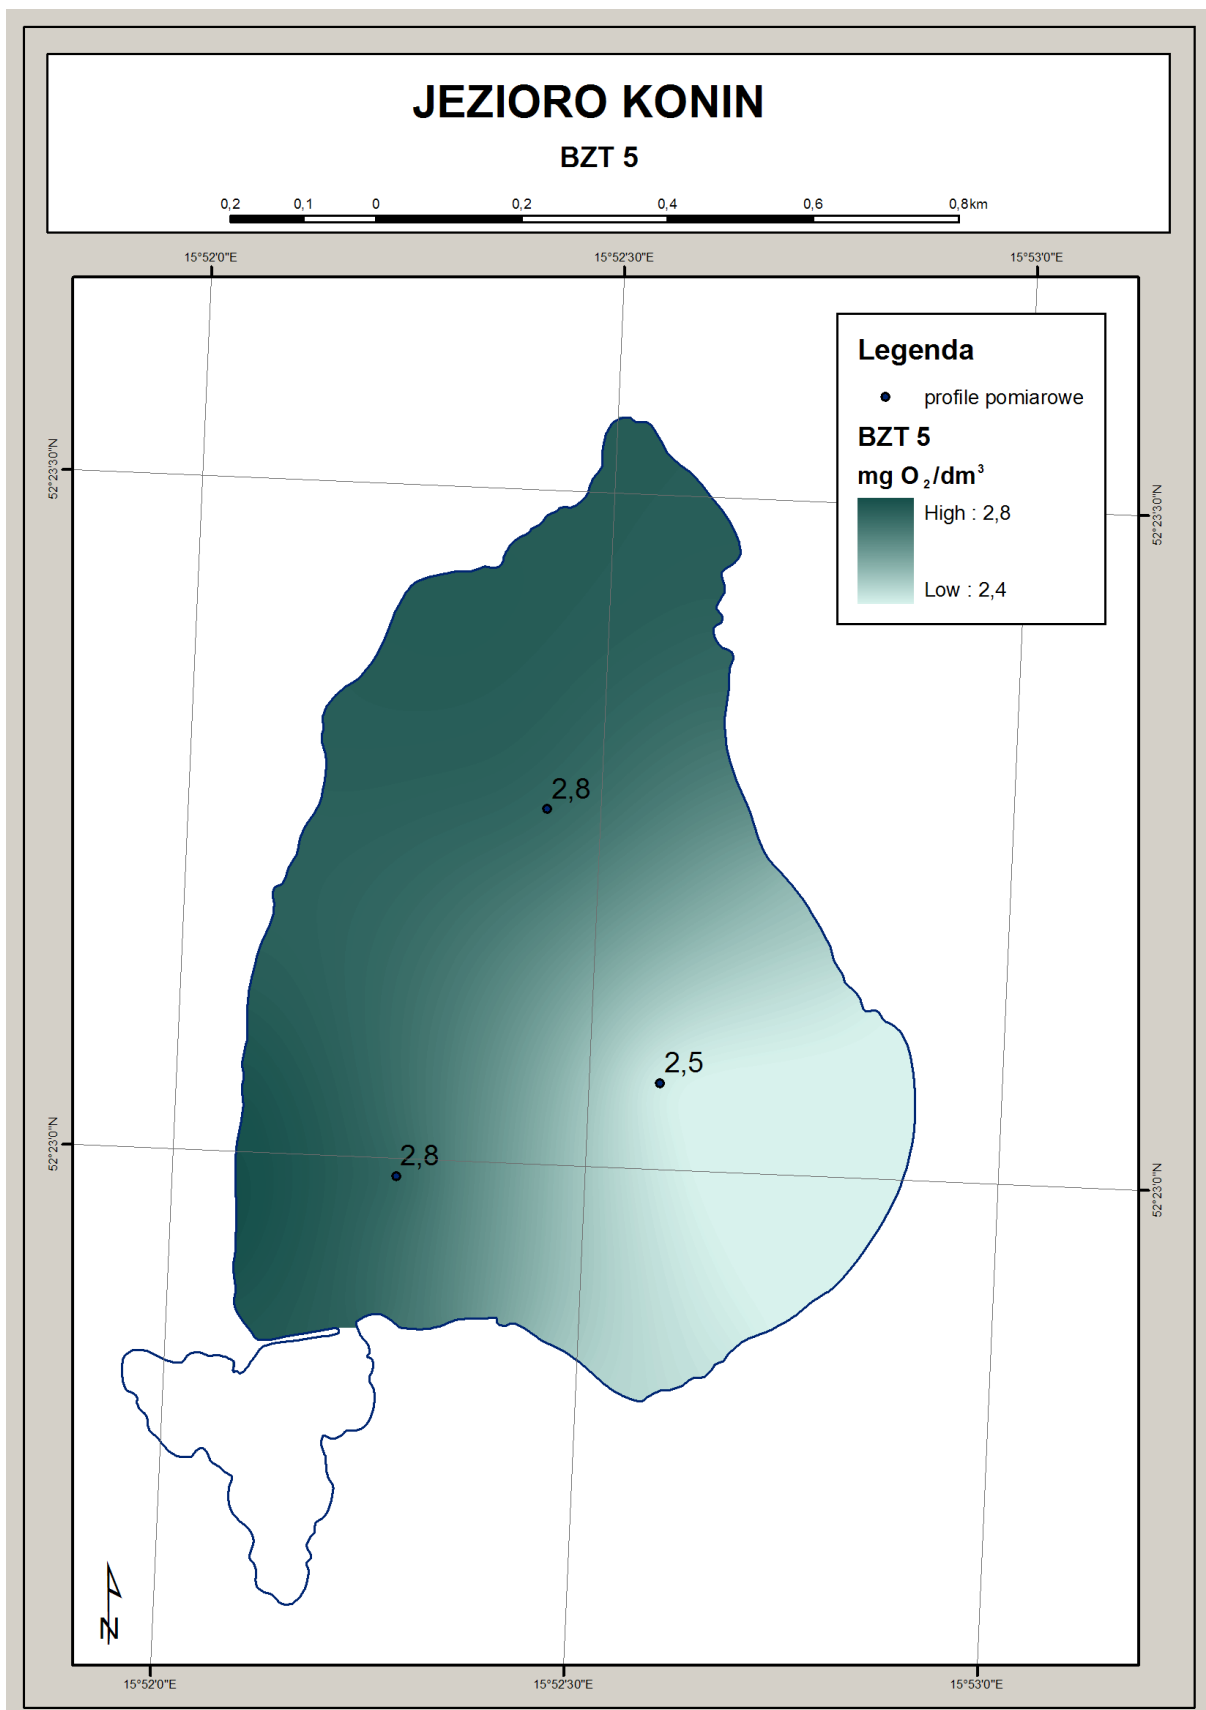 JEZIORO KONIN
BZT 5
0,2 0,1 0 0,2 0,4 0,6 0,8 km
15°52'0"E 15°52'30"E 15°53'0"E
Legenda
profile pomiarowe
BZT 5
mg O₂/dm³
High : 2,8
Low : 2,4
52°23'30"N
52°23'30"N
2,8
2,5
2,8
52°23'0"N
52°23'0"N
N
15°52'0"E 15°52'30"E 15°53'0"E